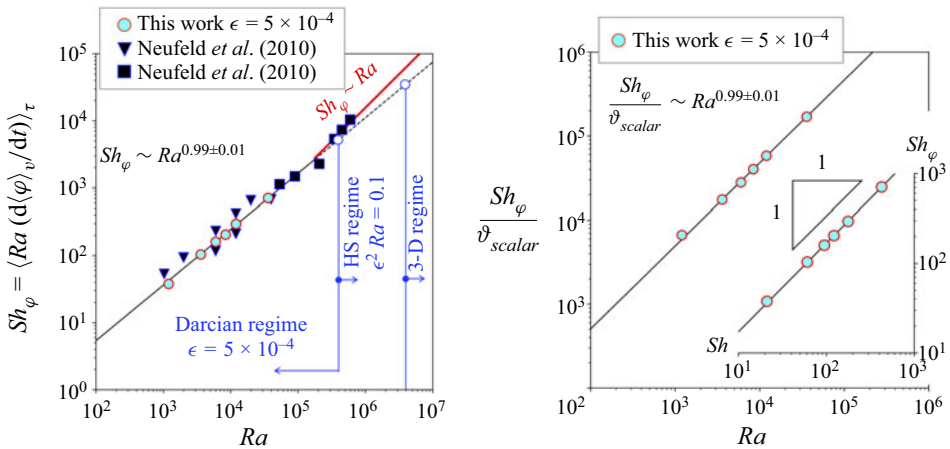 This work ϵ = 5 × 10⁻⁴
Neufeld et al. (2010)
Neufeld et al. (2010)
Sh_φ = ⟨Ra (d⟨φ⟩_v/dt)⟩_τ
10⁵
10⁴
10³
10²
10¹
10⁰
Sh_φ ~ Ra
Sh_φ ~ Ra^0.99±0.01
HS regime
ϵ² Ra = 0.1
3-D regime
Darcian regime
ϵ = 5 × 10⁻⁴
10² 10³ 10⁴ 10⁵ 10⁶ 10⁷
Ra
This work ϵ = 5 × 10⁻⁴
Sh_φ/ϑ_scalar
10⁶
10⁵
10⁴
10³
10² 10³ 10⁴ 10⁵ 10⁶
Ra
Sh_φ/ϑ_scalar ~ Ra^0.99±0.01
Sh_φ
1
1
10³
10²
10¹
Sh
10¹ 10² 10³